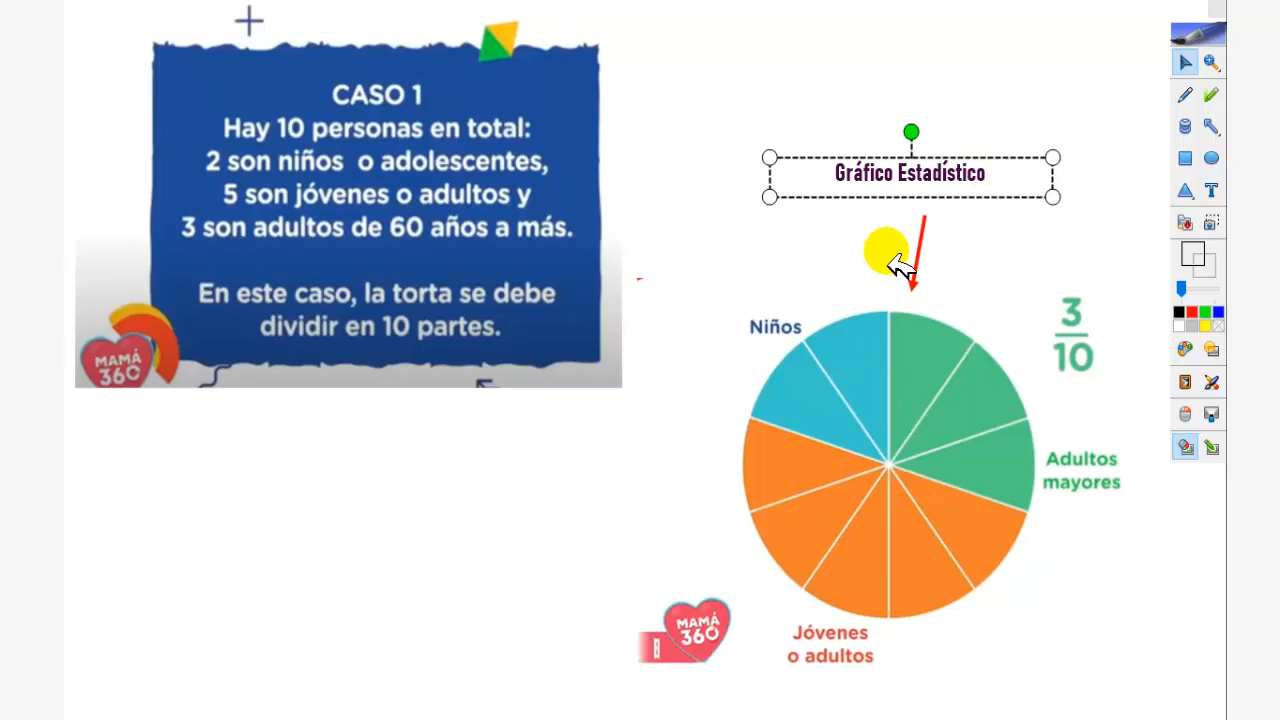 CASO 1
Hay 10 personas en total:
2 son niños o adolescentes,
5 son jóvenes o adultos y
3 son adultos de 60 años a más.
En este caso, la torta se debe
dividir en 10 partes.
MAMÁ
360
Gráfico Estadístico
Niños
3
10
Adultos
mayores
MAMÁ
360
Jóvenes
o adultos